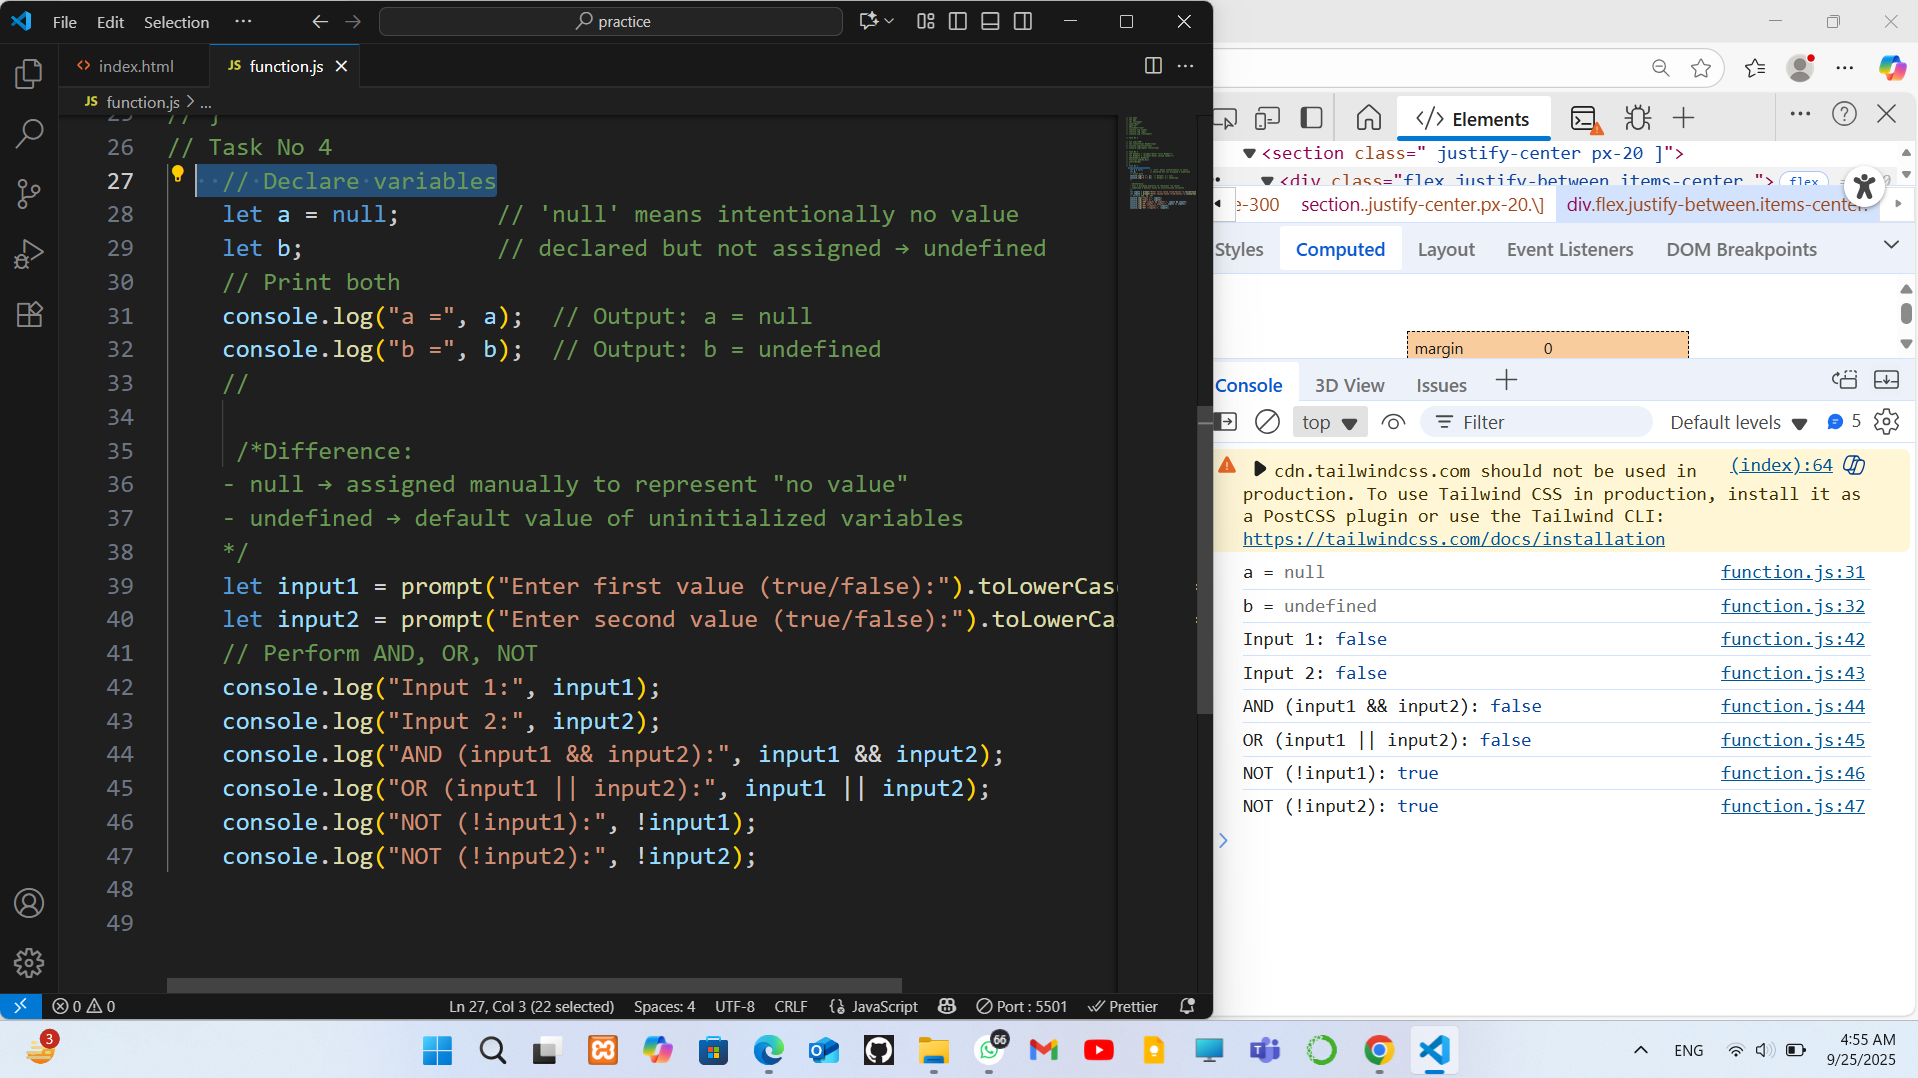 File Edit Selection ··· practice
index.html JS function.js
JS function.js > ...
25 // }
26 // Task No 4
27 // Declare variables
28 let a = null; // 'null' means intentionally no value
29 let b; // declared but not assigned → undefined
30 // Print both
31 console.log("a =", a); // Output: a = null
32 console.log("b =", b); // Output: b = undefined
33 //
34
35 /*Difference:
36 - null → assigned manually to represent "no value"
37 - undefined → default value of uninitialized variables
38 */
39 let input1 = prompt("Enter first value (true/false):").toLowerCas
40 let input2 = prompt("Enter second value (true/false):").toLowerCa
41 // Perform AND, OR, NOT
42 console.log("Input 1:", input1);
43 console.log("Input 2:", input2);
44 console.log("AND (input1 && input2):", input1 && input2);
45 console.log("OR (input1 || input2):", input1 || input2);
46 console.log("NOT (!input1):", !input1);
47 console.log("NOT (!input2):", !input2);
48
49
0 0 Ln 27, Col 3 (22 selected) Spaces: 4 UTF-8 CRLF {} JavaScript Port : 5501 Prettier
</> Elements
<section class=" justify-center px-20 ]">
<div class="flex justify-between items-center "> flex
e-300 section..justify-center.px-20.\] div.flex.justify-between.items-center.
Styles Computed Layout Event Listeners DOM Breakpoints
margin 0
Console 3D View Issues
top Filter Default levels 5
cdn.tailwindcss.com should not be used in (index):64
production. To use Tailwind CSS in production, install it as
a PostCSS plugin or use the Tailwind CLI:
https://tailwindcss.com/docs/installation
a = null function.js:31
b = undefined function.js:32
Input 1: false function.js:42
Input 2: false function.js:43
AND (input1 && input2): false function.js:44
OR (input1 || input2): false function.js:45
NOT (!input1): true function.js:46
NOT (!input2): true function.js:47
3
66
ENG
4:55 AM
9/25/2025